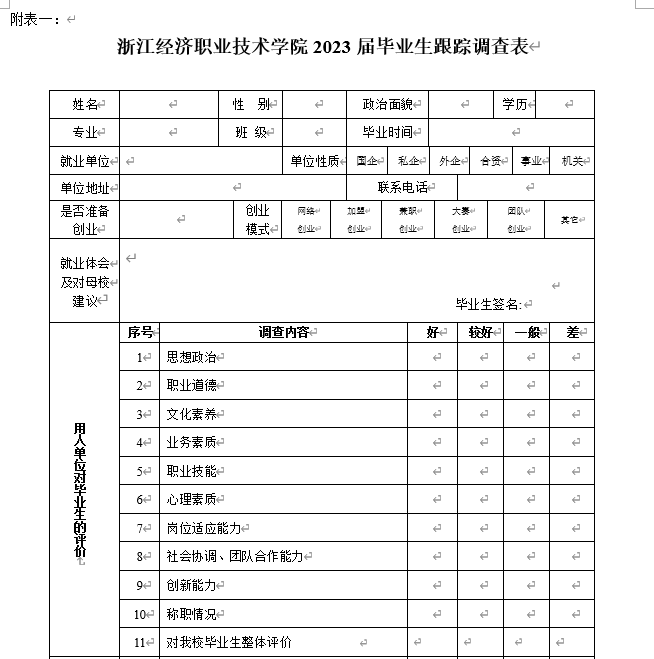 附表一：
浙江经济职业技术学院 2023 届毕业生跟踪调查表
姓名 性 别 政治面貌 学历
专业 班 级 毕业时间
就业单位 单位性质 国企 私企 外企 合资 事业 机关
单位地址 联系电话
是否准备创业 创业模式 网络创业 加盟创业 兼职创业 大赛创业 团队创业 其它
就业体会及对母校建议
毕业生签名:
用人单位对毕业生的评价
序号 调查内容 好 较好 一般 差
1 思想政治
2 职业道德
3 文化素养
4 业务素质
5 职业技能
6 心理素质
7 岗位适应能力
8 社会协调、团队合作能力
9 创新能力
10 称职情况
11 对我校毕业生整体评价